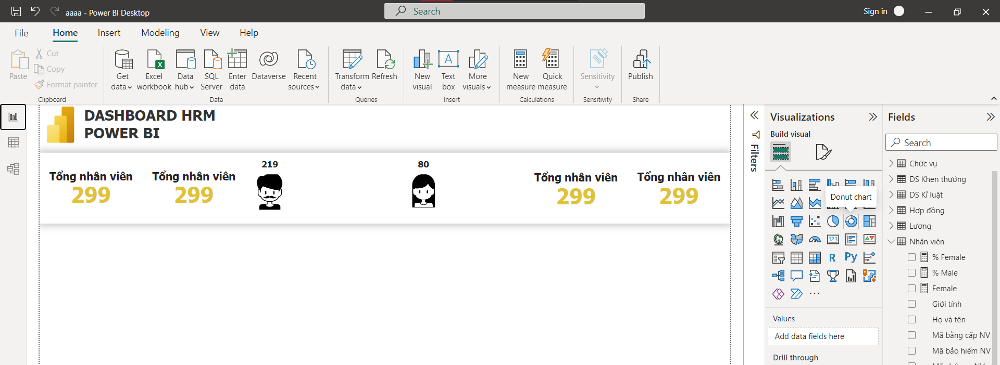 aaaa - Power BI Desktop
Search
Sign in
File
Home
Insert
Modeling
View
Help
Paste
Cut
Copy
Format painter
Clipboard
Get data
Excel workbook
Data hub
SQL Server
Enter data
Dataverse
Recent sources
Data
Transform data
Refresh
Queries
New visual
Text box
More visuals
Insert
New measure
Quick measure
Calculations
Sensitivity
Sensitivity
Publish
Share
DASHBOARD HRM
POWER BI
Tổng nhân viên
299
Tổng nhân viên
299
219
80
Tổng nhân viên
299
Tổng nhân viên
299
Filters
Visualizations
Build visual
Donut chart
123
R
Py
Values
Add data fields here
Drill through
Fields
Search
Chức vụ
DS Khen thưởng
DS Kỉ luật
Hợp đồng
Lương
Nhân viên
% Female
% Male
Female
Giới tính
Họ và tên
Mã bằng cấp NV
Mã bảo hiểm NV